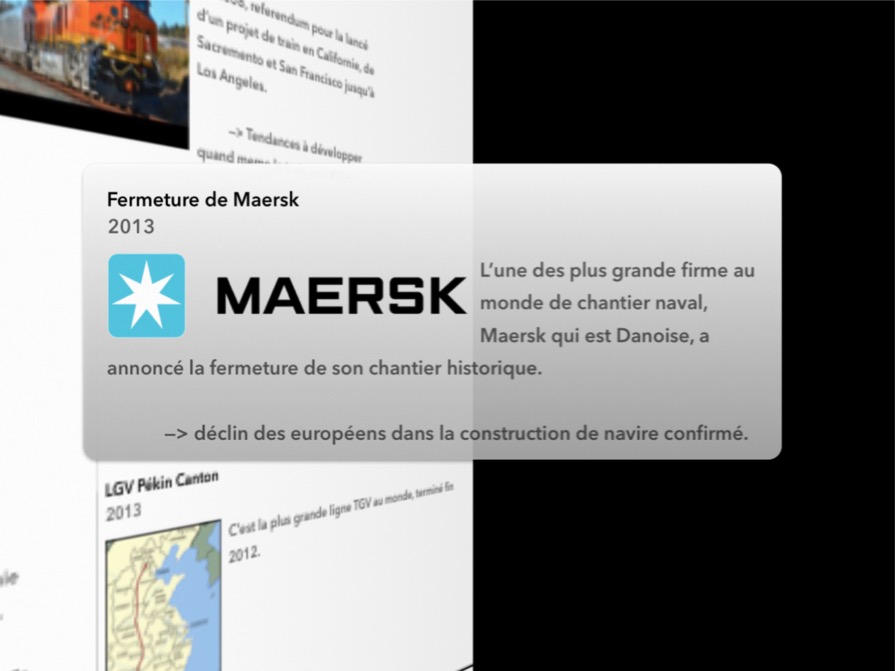 referendum pour la lancé
d'un projet de train en Californie, de
Sacremento et San Francisco jusqu'à
Los Angeles.
–> Tendances à développer
quand meme
Fermeture de Maersk
2013
MAERSK
L'une des plus grande firme au
monde de chantier naval,
Maersk qui est Danoise, a
annoncé la fermeture de son chantier historique.
–> déclin des européens dans la construction de navire confirmé.
LGV Pékin Canton
2013
C'est la plus grande ligne TGV au monde, terminé fin
2012.